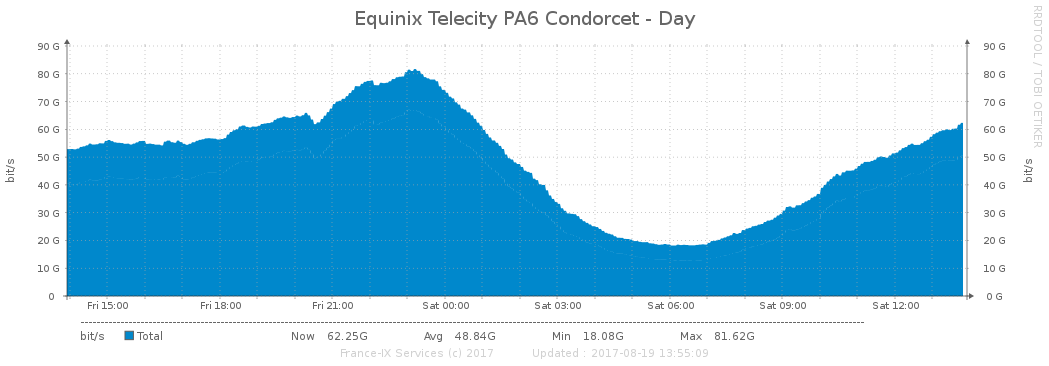 Equinix Telecity PA6 Condorcet - Day
RRDTOOL / TOBI OETIKER
90 G 90 G
80 G 80 G
70 G 70 G
60 G 60 G
50 G 50 G
40 G 40 G
30 G 30 G
20 G 20 G
10 G 10 G
0 0 G
bit/s
bit/s
Fri 15:00 Fri 18:00 Fri 21:00 Sat 00:00 Sat 03:00 Sat 06:00 Sat 09:00 Sat 12:00
bit/s Total Now 62.25G Avg 48.84G Min 18.08G Max 81.62G
France-IX Services (c) 2017 Updated : 2017-08-19 13:55:09